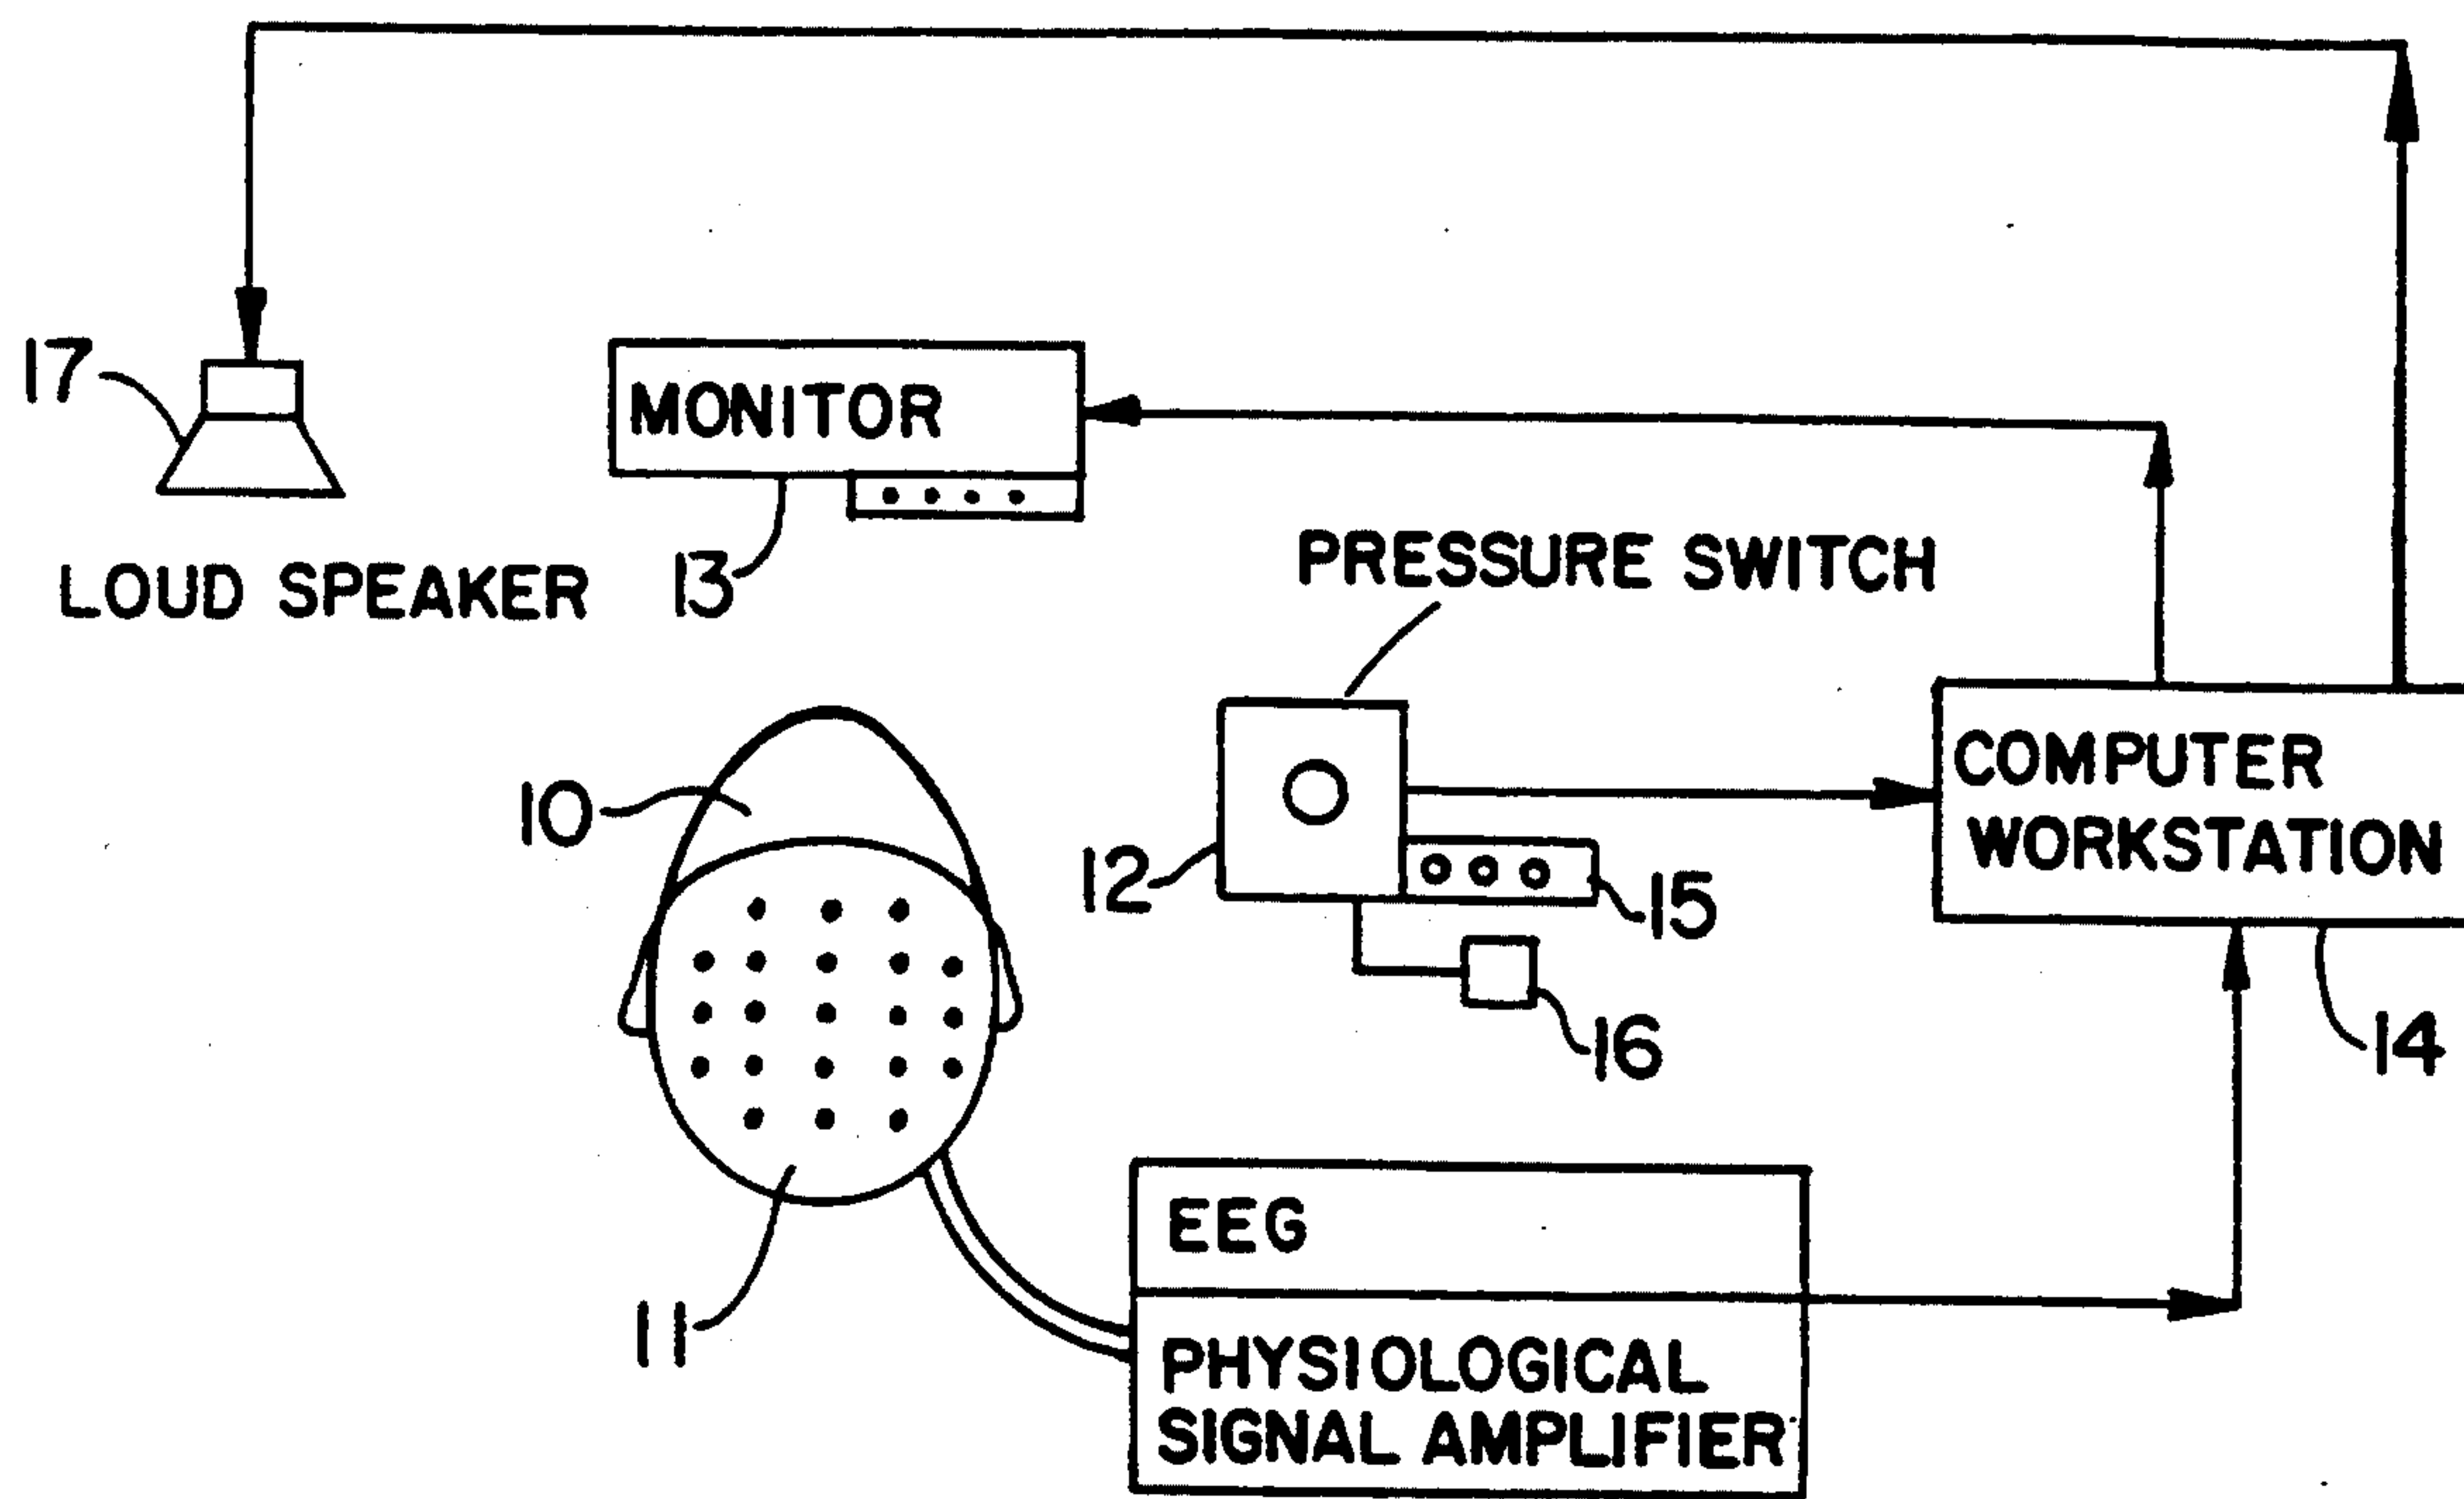 17
MONITOR
LOUD SPEAKER
13
PRESSURE SWITCH
10
12
COMPUTER
WORKSTATION
15
16
14
EEG
11
PHYSIOLOGICAL
SIGNAL AMPLIFIER